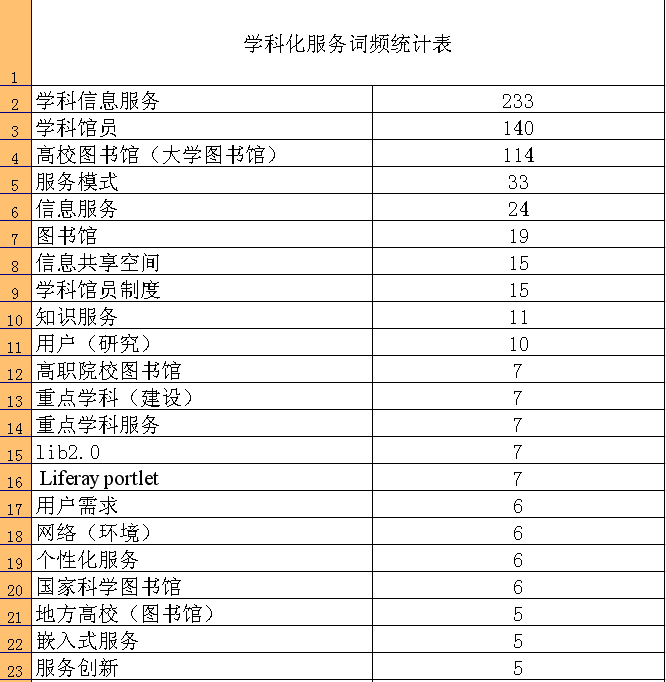 1 学科化服务词频统计表
2 学科信息服务 233
3 学科馆员 140
4 高校图书馆（大学图书馆） 114
5 服务模式 33
6 信息服务 24
7 图书馆 19
8 信息共享空间 15
9 学科馆员制度 15
10 知识服务 11
11 用户（研究） 10
12 高职院校图书馆 7
13 重点学科（建设） 7
14 重点学科服务 7
15 lib2.0 7
16 Liferay portlet 7
17 用户需求 6
18 网络（环境） 6
19 个性化服务 6
20 国家科学图书馆 6
21 地方高校（图书馆） 5
22 嵌入式服务 5
23 服务创新 5